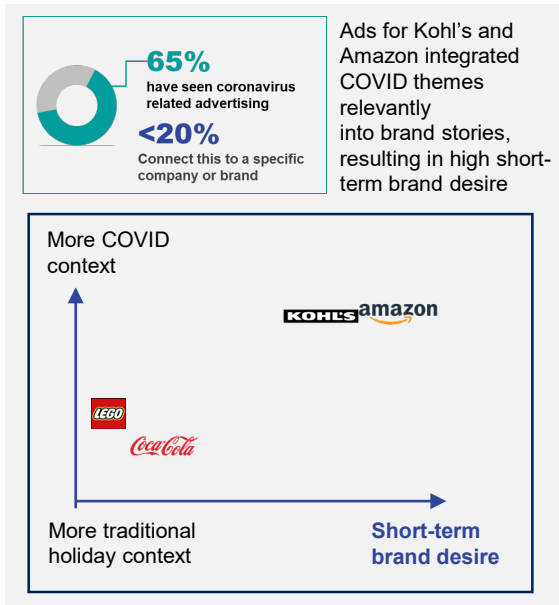 65%
have seen coronavirus
related advertising
<20%
Connect this to a specific
company or brand
Ads for Kohl’s and
Amazon integrated
COVID themes
relevantly
into brand stories,
resulting in high short-
term brand desire
More COVID
context
KOHL'S amazon
LEGO
Coca-Cola
More traditional
holiday context
Short-term
brand desire